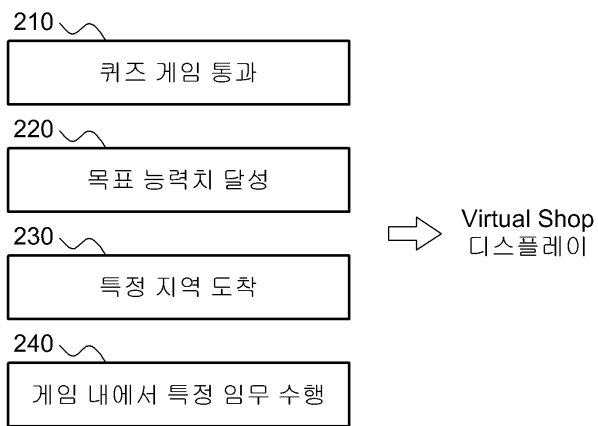 210
퀴즈 게임 통과
220
목표 능력치 달성
230
특정 지역 도착
240
게임 내에서 특정 임무 수행
Virtual Shop
디스플레이